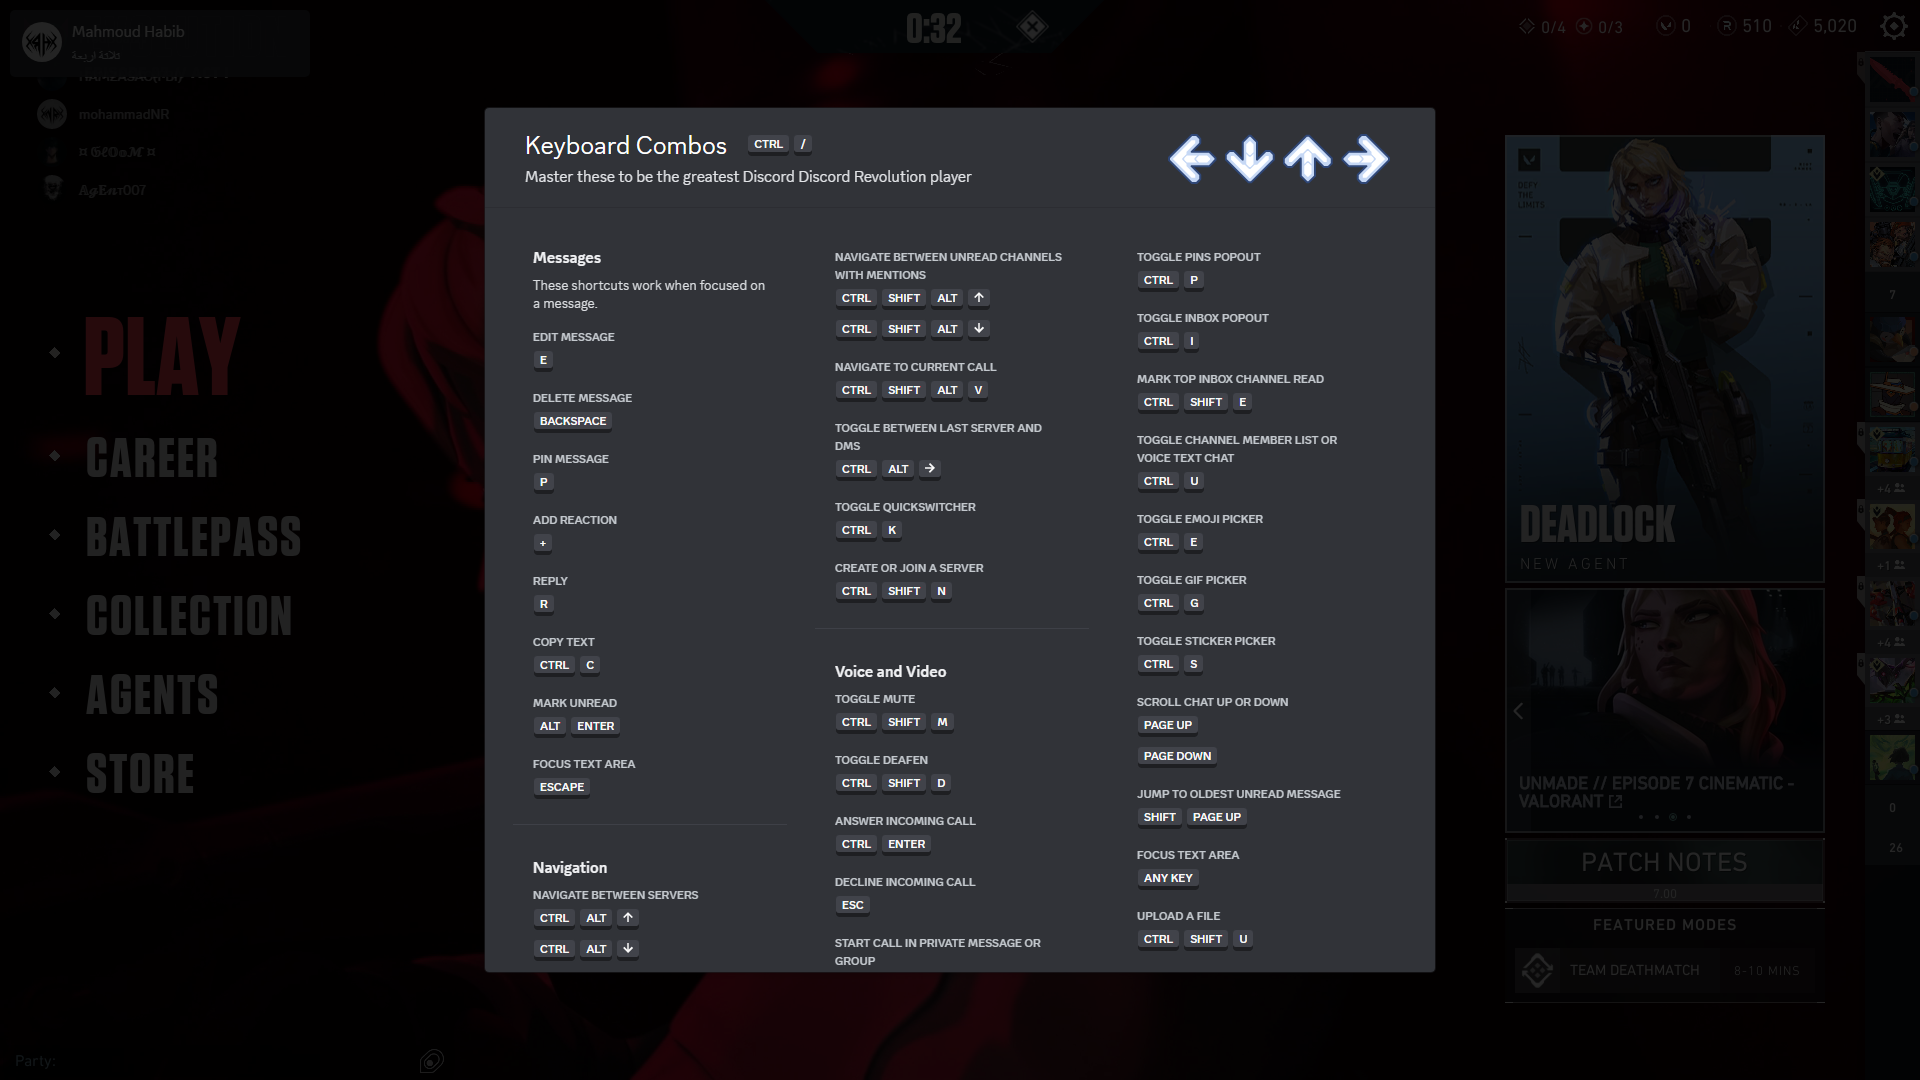 Mahmoud Habib
mohammadNR
0:32
0/4
0/3
0
510
5,020
PLAY
CAREER
BATTLEPASS
COLLECTION
AGENTS
STORE
Party:
Keyboard Combos CTRL /
Master these to be the greatest Discord Discord Revolution player
Messages
These shortcuts work when focused on
a message.
EDIT MESSAGE
E
DELETE MESSAGE
BACKSPACE
PIN MESSAGE
P
ADD REACTION
+
REPLY
R
COPY TEXT
CTRL C
MARK UNREAD
ALT ENTER
FOCUS TEXT AREA
ESCAPE
Navigation
NAVIGATE BETWEEN SERVERS
CTRL ALT ↑
CTRL ALT ↓
NAVIGATE BETWEEN UNREAD CHANNELS
WITH MENTIONS
CTRL SHIFT ALT ↑
CTRL SHIFT ALT ↓
NAVIGATE TO CURRENT CALL
CTRL SHIFT ALT V
TOGGLE BETWEEN LAST SERVER AND
DMS
CTRL ALT →
TOGGLE QUICKSWITCHER
CTRL K
CREATE OR JOIN A SERVER
CTRL SHIFT N
Voice and Video
TOGGLE MUTE
CTRL SHIFT M
TOGGLE DEAFEN
CTRL SHIFT D
ANSWER INCOMING CALL
CTRL ENTER
DECLINE INCOMING CALL
ESC
START CALL IN PRIVATE MESSAGE OR
GROUP
TOGGLE PINS POPOUT
CTRL P
TOGGLE INBOX POPOUT
CTRL I
MARK TOP INBOX CHANNEL READ
CTRL SHIFT E
TOGGLE CHANNEL MEMBER LIST OR
VOICE TEXT CHAT
CTRL U
TOGGLE EMOJI PICKER
CTRL E
TOGGLE GIF PICKER
CTRL G
TOGGLE STICKER PICKER
CTRL S
SCROLL CHAT UP OR DOWN
PAGE UP
PAGE DOWN
JUMP TO OLDEST UNREAD MESSAGE
SHIFT PAGE UP
FOCUS TEXT AREA
ANY KEY
UPLOAD A FILE
CTRL SHIFT U
DEFY
THE
LIMITS
DEADLOCK
NEW AGENT
UNMADE // EPISODE 7 CINEMATIC -
VALORANT
PATCH NOTES
7.00
FEATURED MODES
TEAM DEATHMATCH 8-10 MINS
7
+4
+1
+4
+3
0
26